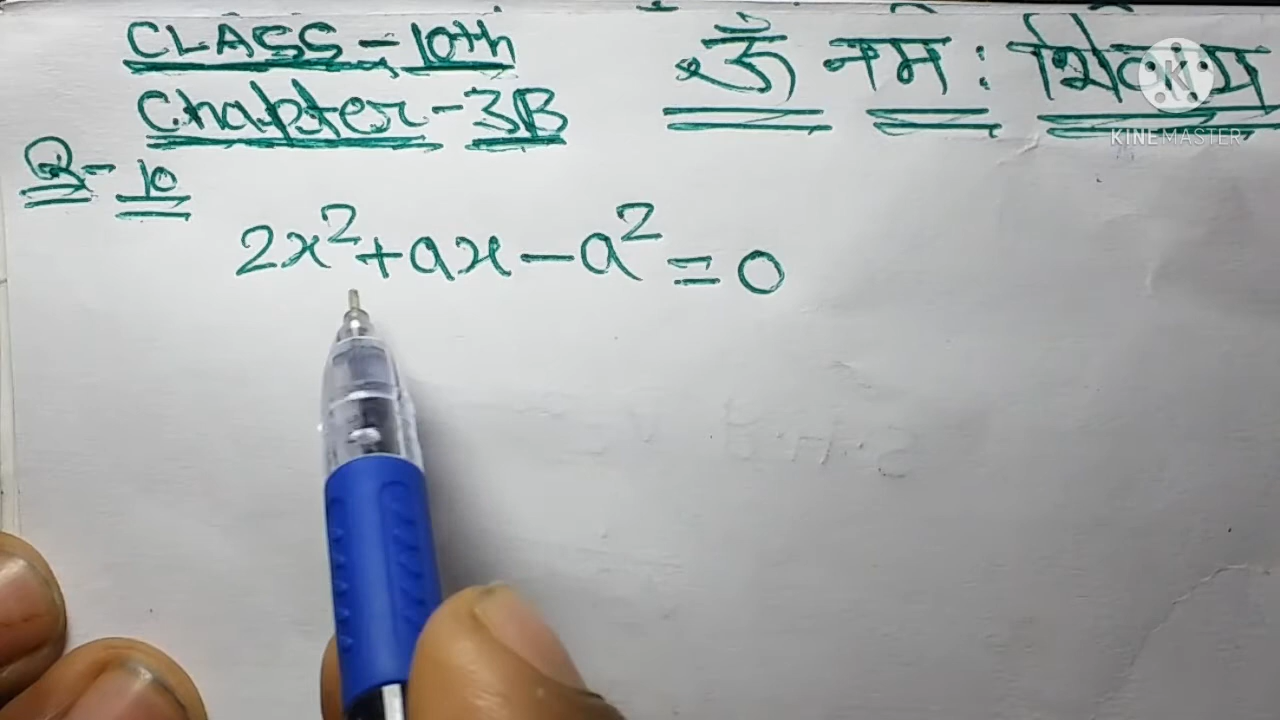 CLASS - 10th
ॐ नम: शिवाय
Chapter - 3B
Q - 10
2x² + ax - a² = 0
KINEMASTER